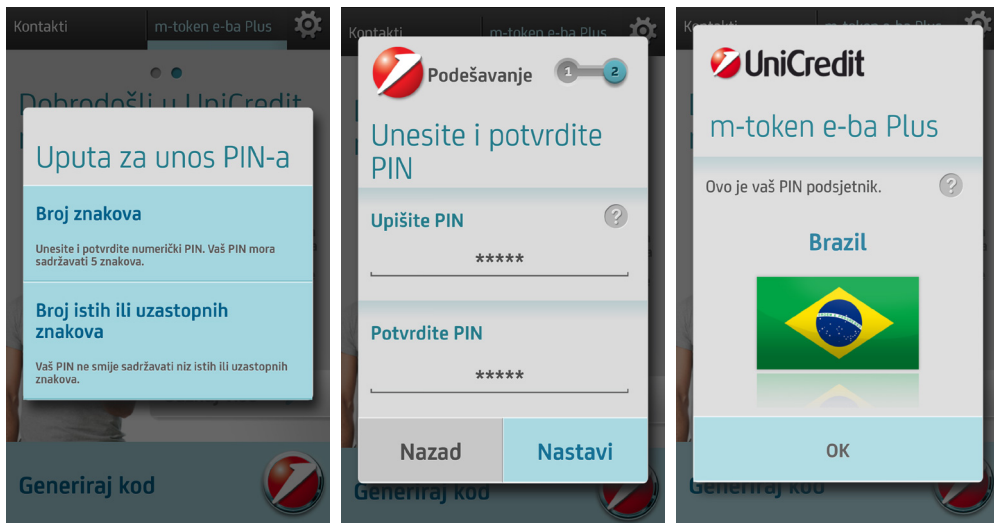 Kontakti
m-token e-ba Plus
Dobrodošli u UniCredit
Uputa za unos PIN-a
Broj znakova
Unesite i potvrdite numerički PIN. Vaš PIN mora
sadržavati 5 znakova.
Broj istih ili uzastopnih
znakova
Vaš PIN ne smije sadržavati niz istih ili uzastopnih
znakova.
Generiraj kod
Kontakti
m-token e-ba Plus
Podešavanje
1
2
Unesite i potvrdite
PIN
Upišite PIN
?
*****
Potvrdite PIN
*****
Nazad
Nastavi
Generiraj kod
Kontakti
m-token e-ba Plus
UniCredit
m-token e-ba Plus
Ovo je vaš PIN podsjetnik.
?
Brazil
OK
Generiraj kod